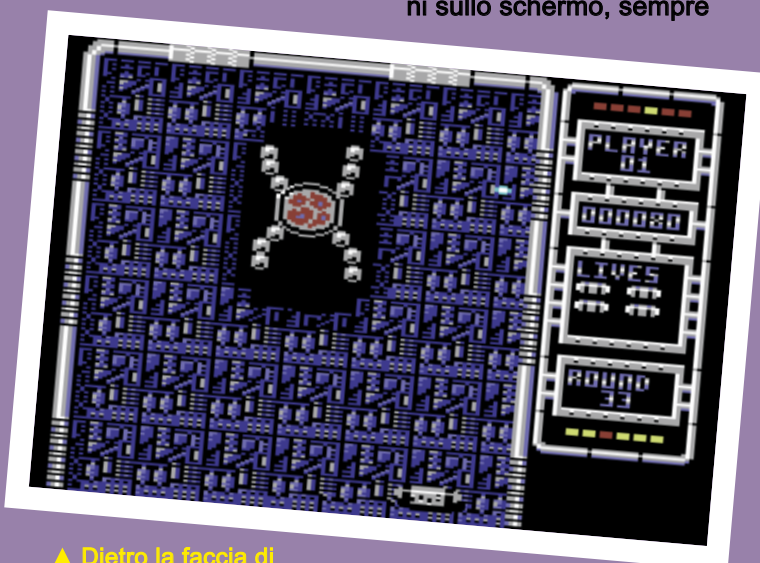 ni sullo schermo, sempre
PLAYER
01
000080
LIVES
ROUND
33
▲ Dietro la faccia di